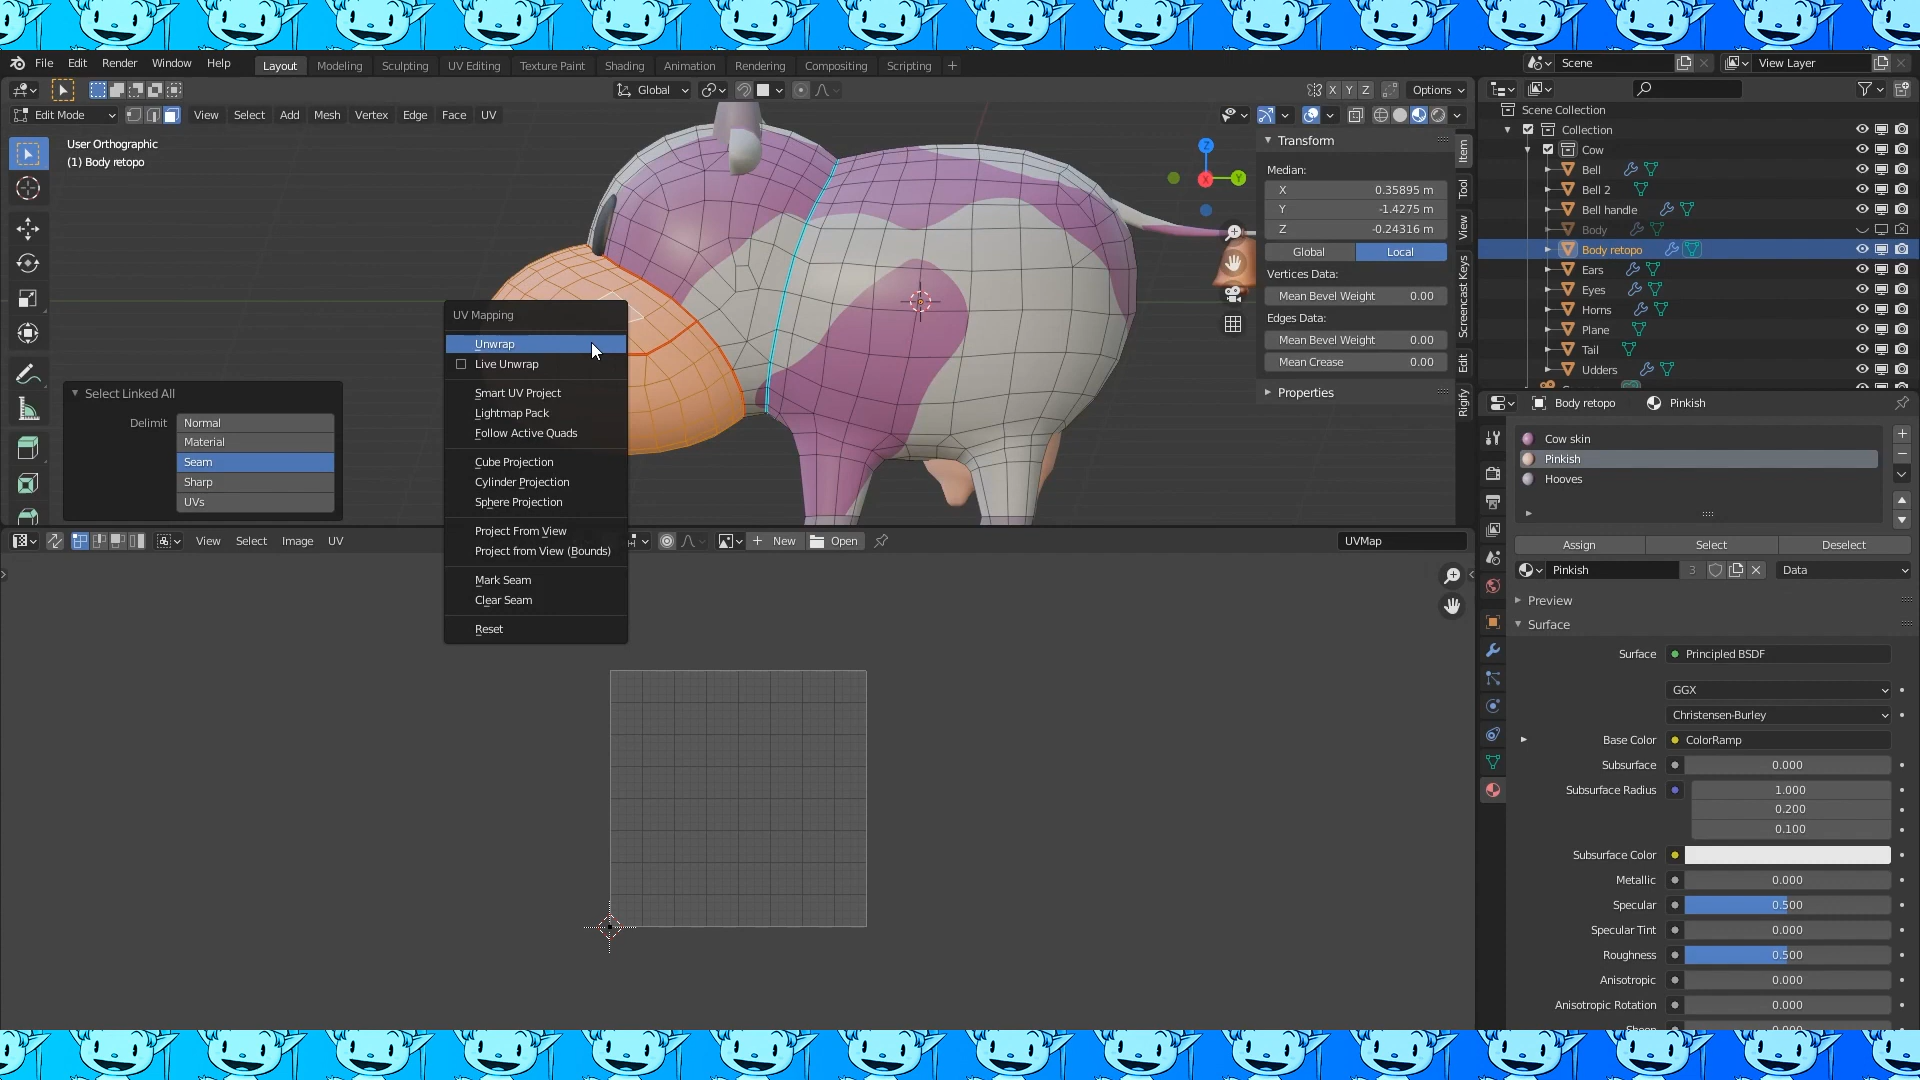 File Edit Render Window Help
Layout Modeling Sculpting UV Editing Texture Paint Shading Animation Rendering Compositing Scripting +
Scene
View Layer
Global
X Y Z
Options
Edit Mode
View Select Add Mesh Vertex Edge Face UV
User Orthographic
(1) Body retopo
Z
X
Y
Transform
Median:
X 0.35895 m
Y -1.4275 m
Z -0.24316 m
Global Local
Vertices Data:
Mean Bevel Weight 0.00
Edges Data:
Mean Bevel Weight 0.00
Mean Crease 0.00
Properties
Item
Tool
View
Screencast Keys
Edit
Rigify
Scene Collection
Collection
Cow
Bell
Bell 2
Bell handle
Body
Body retopo
Ears
Eyes
Horns
Plane
Tail
Udders
Select Linked All
Delimit
Normal
Material
Seam
Sharp
UVs
UV Mapping
Unwrap
Live Unwrap
Smart UV Project
Lightmap Pack
Follow Active Quads
Cube Projection
Cylinder Projection
Sphere Projection
Project From View
Project from View (Bounds)
Mark Seam
Clear Seam
Reset
View Select Image UV
New
Open
UVMap
Body retopo
Pinkish
Cow skin
Pinkish
Hooves
Assign Select Deselect
Pinkish
3
Data
Preview
Surface
Surface Principled BSDF
GGX
Christensen-Burley
Base Color ColorRamp
Subsurface 0.000
Subsurface Radius 1.000
0.200
0.100
Subsurface Color
Metallic 0.000
Specular 0.500
Specular Tint 0.000
Roughness 0.500
Anisotropic 0.000
Anisotropic Rotation 0.000